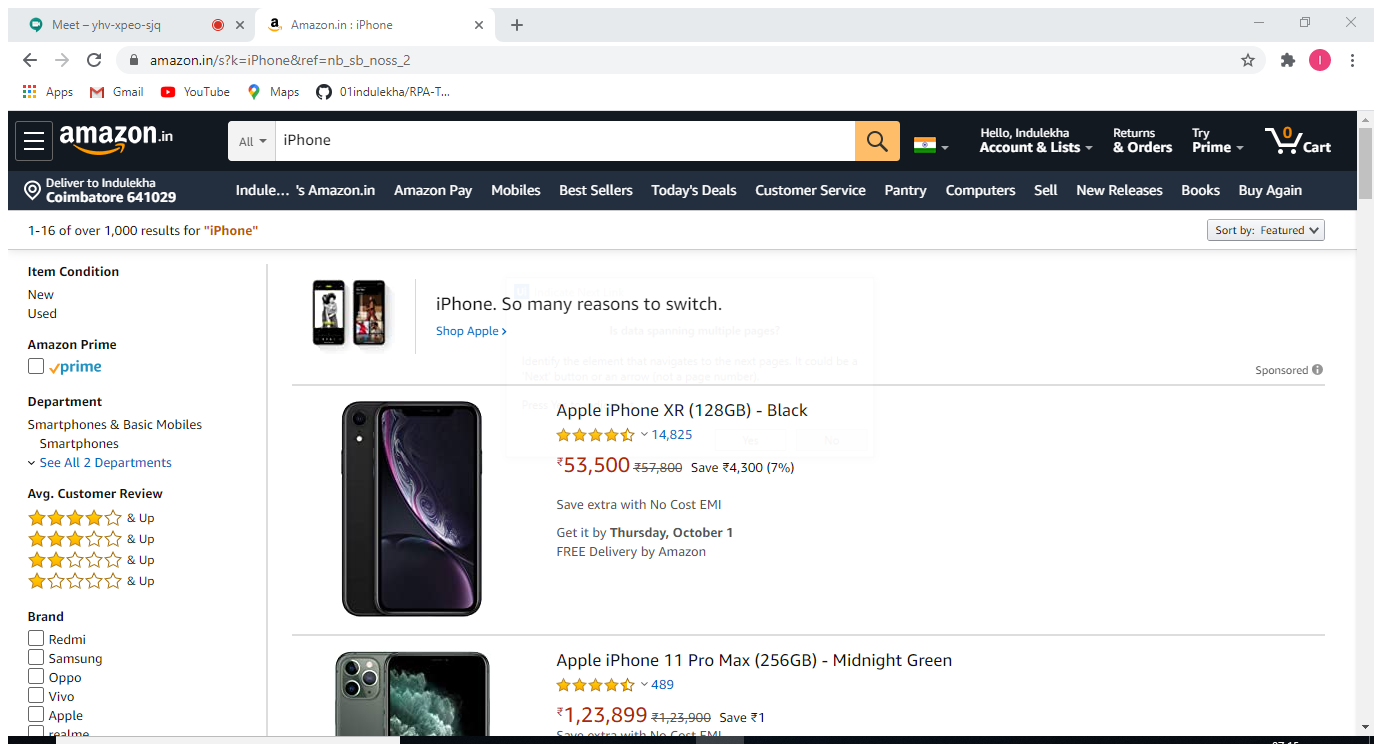 Meet – yhv-xpeo-sjq
Amazon.in : iPhone
amazon.in/s?k=iPhone&ref=nb_sb_noss_2
I
Apps Gmail YouTube Maps 01indulekha/RPA-T...
amazon.in
All
iPhone
Hello, Indulekha
Account & Lists
Returns
& Orders
Try
Prime
0
Cart
Deliver to Indulekha
Coimbatore 641029
Indule... 's Amazon.in Amazon Pay Mobiles Best Sellers Today's Deals Customer Service Pantry Computers Sell New Releases Books Buy Again
1-16 of over 1,000 results for "iPhone"
Sort by: Featured
Item Condition
New
Used
Amazon Prime
prime
Department
Smartphones & Basic Mobiles
Smartphones
See All 2 Departments
Avg. Customer Review
& Up
& Up
& Up
& Up
Brand
Redmi
Samsung
Oppo
Vivo
Apple
realme
iPhone. So many reasons to switch.
Shop Apple
Is data spanning multiple pages?
Identify the element that navigates to the next pages. It could be a
'Next' button or an arrow (not a page number).
Yes
No
Sponsored
Apple iPhone XR (128GB) - Black
14,825
₹53,500 ₹57,800 Save ₹4,300 (7%)
Save extra with No Cost EMI
Get it by Thursday, October 1
FREE Delivery by Amazon
Apple iPhone 11 Pro Max (256GB) - Midnight Green
489
₹1,23,899 ₹1,23,900 Save ₹1
Save extra with No Cost EMI